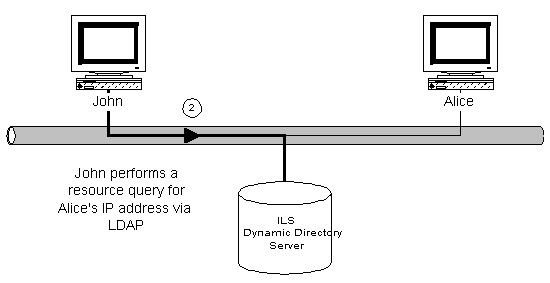 John
Alice
2
John performs a
resource query for
Alice's IP address via
LDAP
ILS
Dynamic Directory
Server